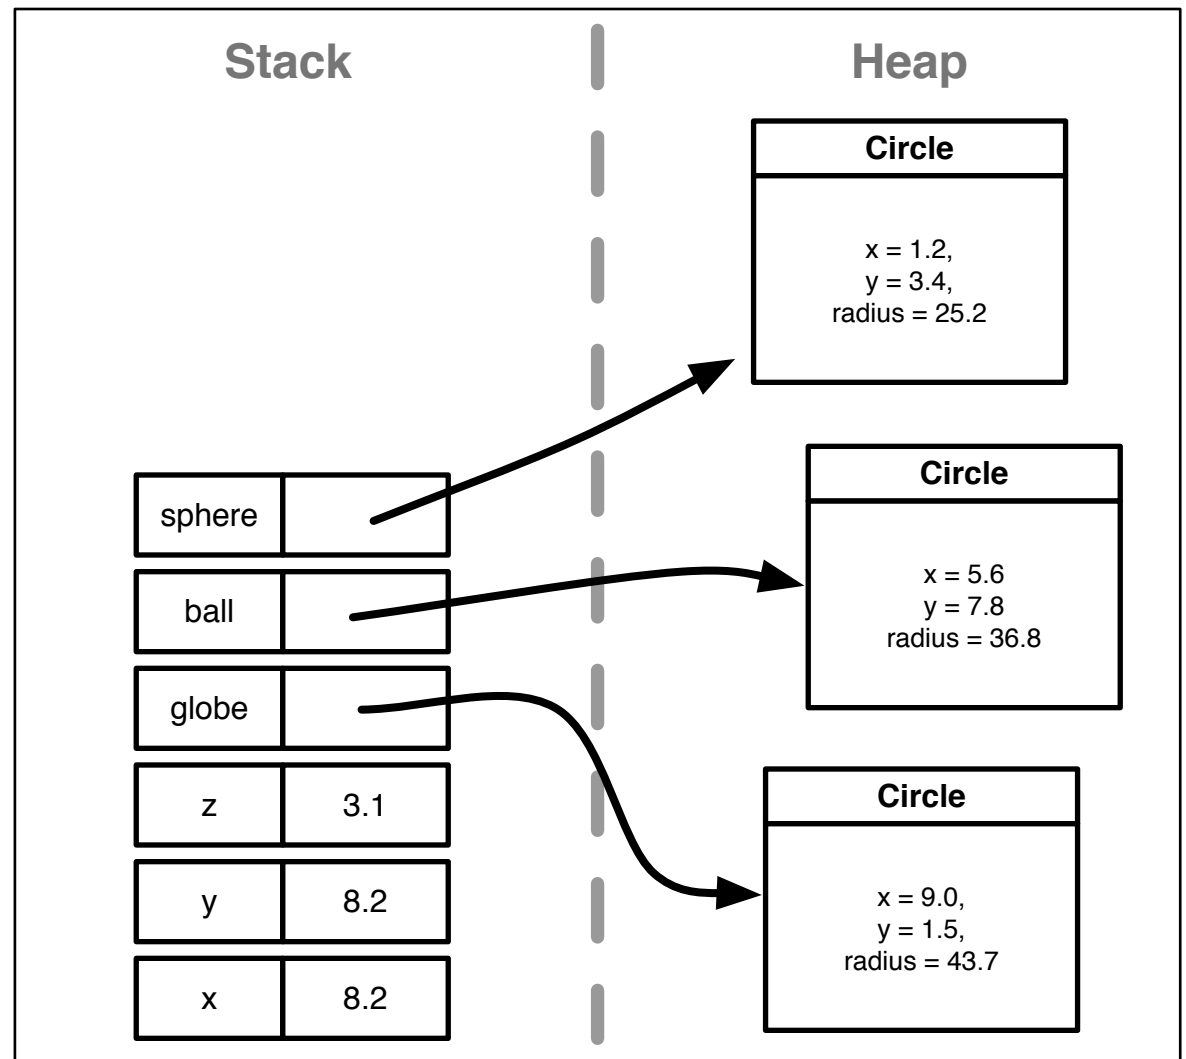 Stack
Heap
Circle
x = 1.2,
y = 3.4,
radius = 25.2
sphere
ball
globe
z 3.1
y 8.2
x 8.2
Circle
x = 5.6
y = 7.8
radius = 36.8
Circle
x = 9.0,
y = 1.5,
radius = 43.7